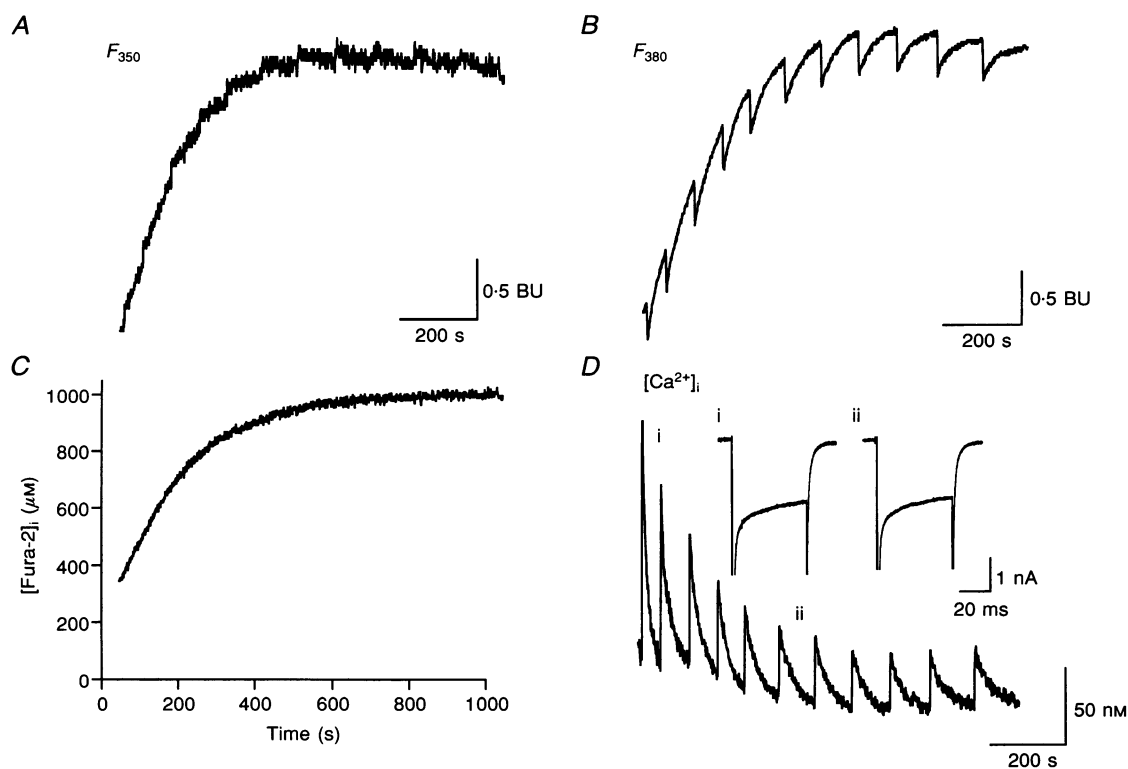 A
F350
0·5 BU
200 s
B
F380
0·5 BU
200 s
C
[Fura-2]i (μM)
1000
800
600
400
200
0
0 200 400 600 800 1000
Time (s)
D
[Ca2+]i
i
i
ii
1 nA
20 ms
ii
50 nM
200 s